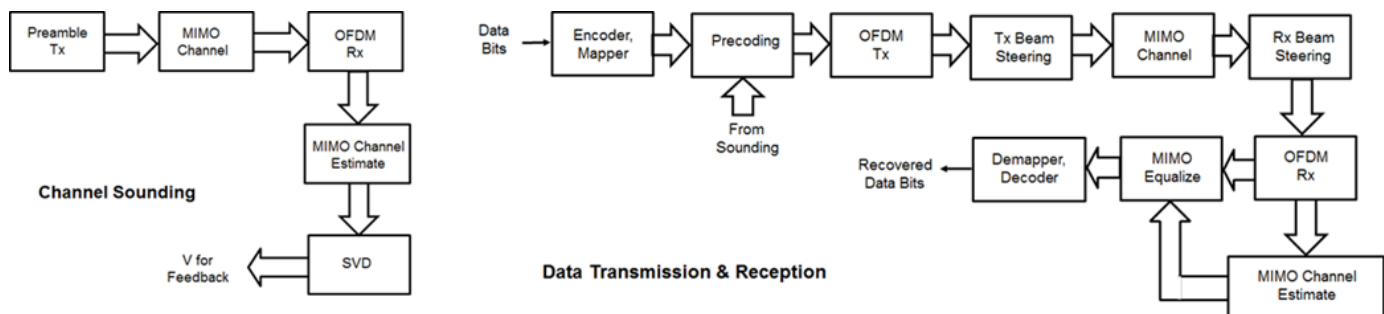 Preamble
Tx
MIMO
Channel
OFDM
Rx
MIMO Channel
Estimate
Channel Sounding
SVD
V for
Feedback
Data
Bits
Encoder,
Mapper
Precoding
OFDM
Tx
Tx Beam
Steering
MIMO
Channel
Rx Beam
Steering
From
Sounding
Recovered
Data Bits
Demapper,
Decoder
MIMO
Equalize
OFDM
Rx
Data Transmission & Reception
MIMO Channel
Estimate